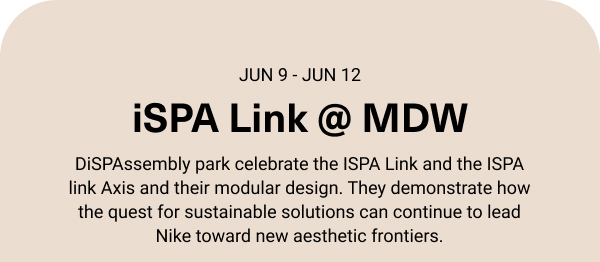 JUN 9 - JUN 12
iSPA Link @ MDW
DiSPAssembly park celebrate the ISPA Link and the ISPA
link Axis and their modular design. They demonstrate how
the quest for sustainable solutions can continue to lead
Nike toward new aesthetic frontiers.